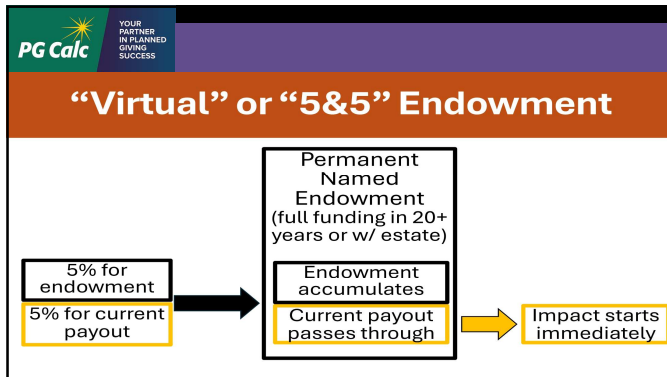 PG Calc
YOUR
PARTNER
IN PLANNED
GIVING
SUCCESS
“Virtual” or “5&5” Endowment
Permanent
Named
Endowment
(full funding in 20+
years or w/ estate)
5% for
endowment
5% for current
payout
Endowment
accumulates
Current payout
passes through
Impact starts
immediately